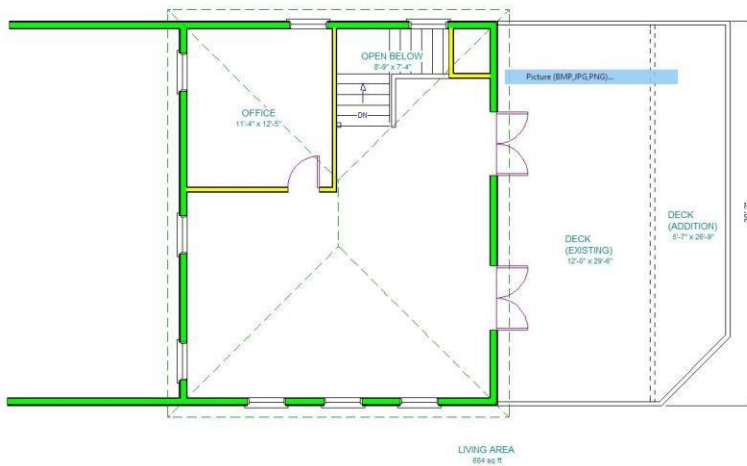 OPEN BELOW
8'-9" x 7'-4"
Picture (BMP,JPG,PNG)...
OFFICE
11'-4" x 12'-5"
DN
DECK
(ADDITION)
5'-7" x 26'-9"
DECK
(EXISTING)
12'-0" x 29'-6"
LIVING AREA
684 sq ft